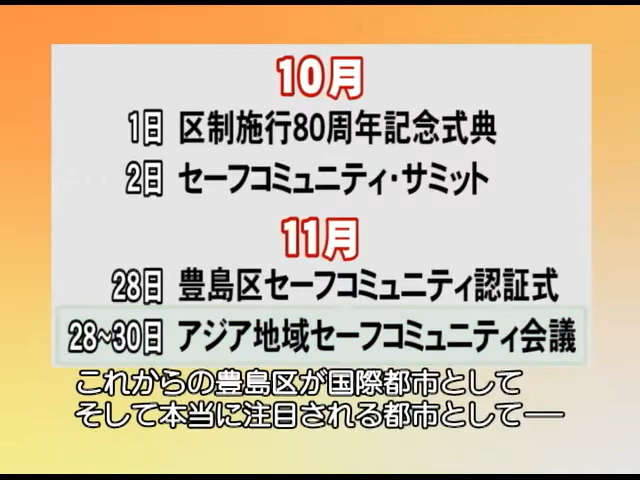 10月
1日 区制施行80周年記念式典
2日 セーフコミュニティ・サミット
11月
28日 豊島区セーフコミュニティ認証式
28~30日 アジア地域セーフコミュニティ会議
これからの豊島区が国際都市として
そして本当に注目される都市として──